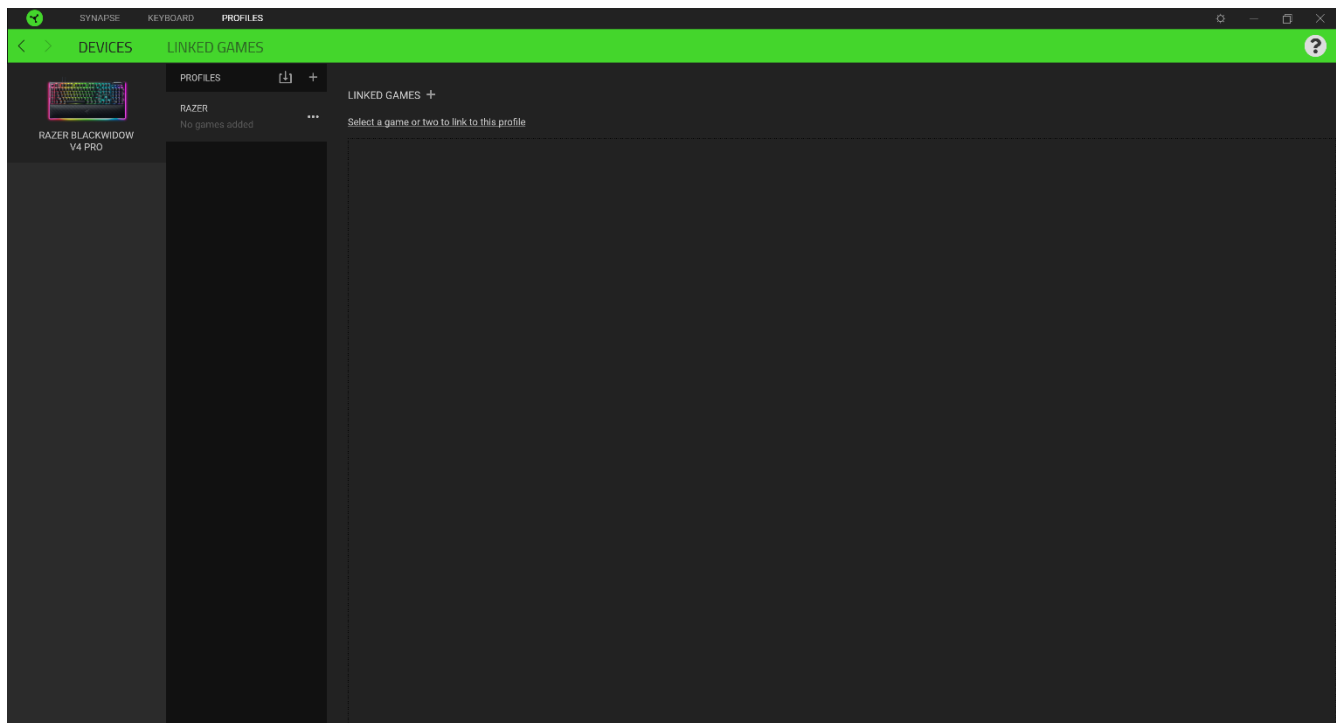 SYNAPSE KEYBOARD PROFILES
DEVICES LINKED GAMES ?
RAZER BLACKWIDOW
V4 PRO
PROFILES
RAZER
No games added
LINKED GAMES +
Select a game or two to link to this profile